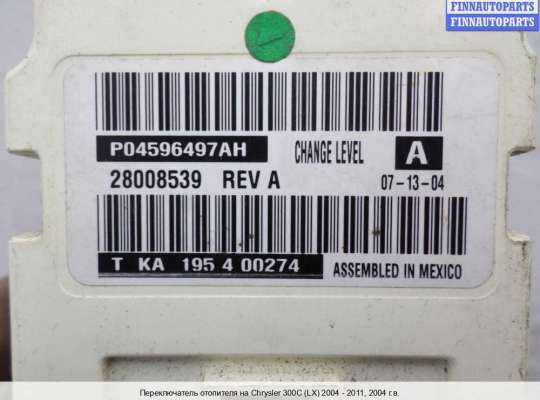 FINNAUTOPARTS
FINNAUTOPARTS
P04596497AH CHANGE LEVEL A
28008539 REV A 07-13-04
T KA 195 4 00274 ASSEMBLED IN MEXICO
Переключатель отопителя на Chrysler 300C (LX) 2004 - 2011, 2004 г.в.